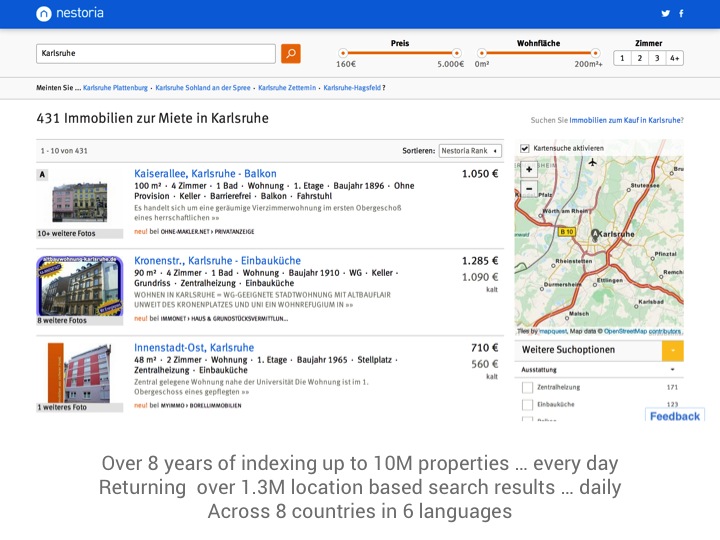 nestoria
Karlsruhe
Preis
160€ 5.000€
Wohnfläche
0m² 200m²+
Zimmer
1 2 3 4+
Meinten Sie ... Karlsruhe Plattenburg · Karlsruhe Sohland an der Spree · Karlsruhe Zettemin · Karlsruhe-Hagsfeld ?
431 Immobilien zur Miete in Karlsruhe
Suchen Sie Immobilien zum Kauf in Karlsruhe?
1 - 10 von 431
Sortieren: Nestoria Rank
A
10+ weitere Fotos
Kaiserallee, Karlsruhe - Balkon
1.050 €
100 m² · 4 Zimmer · 1 Bad · Wohnung · 1. Etage · Baujahr 1896 · Ohne
Provision · Keller · Barrierefrei · Balkon · Fahrstuhl
Es handelt sich um eine geräumige Vierzimmerwohnung im ersten Obergeschoß
eines herrschaftlichen »»
neu! bei OHNE-MAKLER.NET › PRIVATANZEIGE
altbauwohnung-karlsruhe.de
8 weitere Fotos
Kronenstr., Karlsruhe - Einbauküche
1.285 €
1.090 €
kalt
90 m² · 4 Zimmer · 1 Bad · Wohnung · Baujahr 1910 · WG · Keller ·
Grundriss · Zentralheizung · Einbauküche
WOHNEN IN KARLSRUHE = WG-GEEIGNETE STADTWOHNUNG MIT ALTBAUFLAIR
UNWEIT DES KRONENPLATZES UND UNI EIN WOHNREFUGIUM IN »»
neu! bei IMMONET › HAUS & GRUNDSTÜCKSVERMITTLUN...
1 weiteres Foto
Innenstadt-Ost, Karlsruhe
710 €
560 €
kalt
48 m² · 2 Zimmer · Wohnung · 1. Etage · Baujahr 1965 · Stellplatz ·
Zentralheizung · Einbauküche
Zentral gelegene Wohnung nahe der Universität Die Wohnung ist im 1.
Obergeschoss eines gepflegten »»
neu! bei MYIMMO › BORELLIMMOBILIEN
Kartensuche aktivieren
+
−
Stutensee
Wörth am Rhein
B 10
A
Karlsruhe
Pfinztal
Rheinstetten
Remch
Durmersheim
Ettlingen
Karlsbad
Malsch
Tiles by mapquest, Map data © OpenStreetMap contributors
Weitere Suchoptionen
Ausstattung
Zentralheizung 171
Einbauküche 123
Feedback
Over 8 years of indexing up to 10M properties … every day
Returning over 1.3M location based search results … daily
Across 8 countries in 6 languages